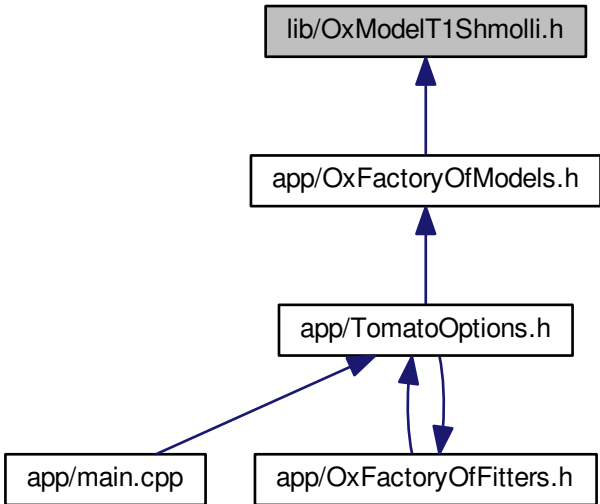 lib/OxModelT1Shmolli.h
app/OxFactoryOfModels.h
app/TomatoOptions.h
app/main.cpp
app/OxFactoryOfFitters.h